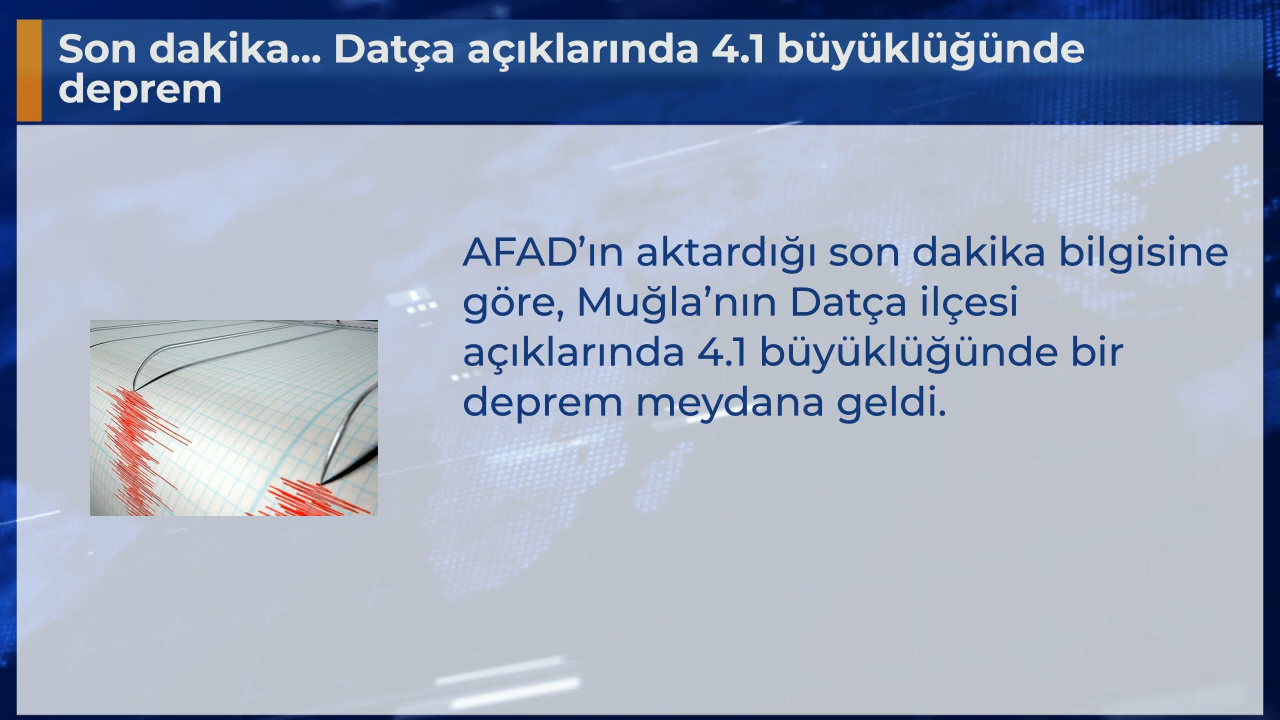 Son dakika... Datça açıklarında 4.1 büyüklüğünde
deprem
AFAD’ın aktardığı son dakika bilgisine
göre, Muğla’nın Datça ilçesi
açıklarında 4.1 büyüklüğünde bir
deprem meydana geldi.